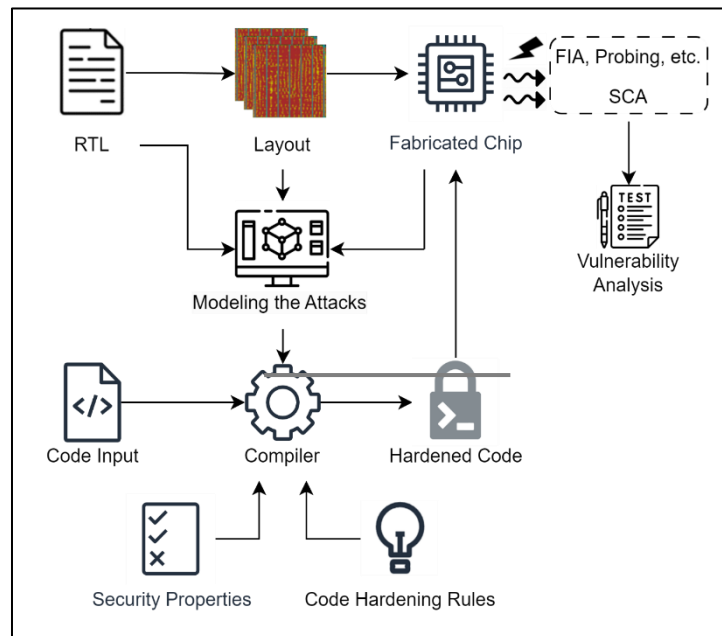 FIA, Probing, etc.
SCA
RTL
Layout
Fabricated Chip
TEST
Vulnerability
Analysis
Modeling the Attacks
</>
Code Input
Compiler
>_
Hardened Code
Security Properties
Code Hardening Rules